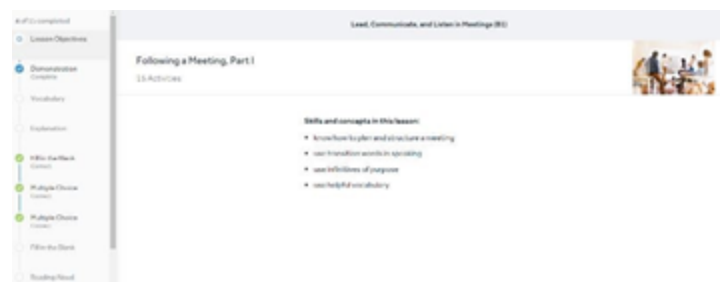 completed
Lesson Objectives
Demonstration
Complete
Vocabulary
Explanation
Fill in the Blank
Correct
Multiple Choice
Correct
Multiple Choice
Correct
Fill in the Blank
Reading Aloud
Lead, Communicate, and Listen in Meetings (B1)
Following a Meeting, Part I
15 Activities
Skills and concepts in this lesson:
• know how to plan and structure a meeting
• use transition words in speaking
• use infinitives of purpose
• use helpful vocabulary